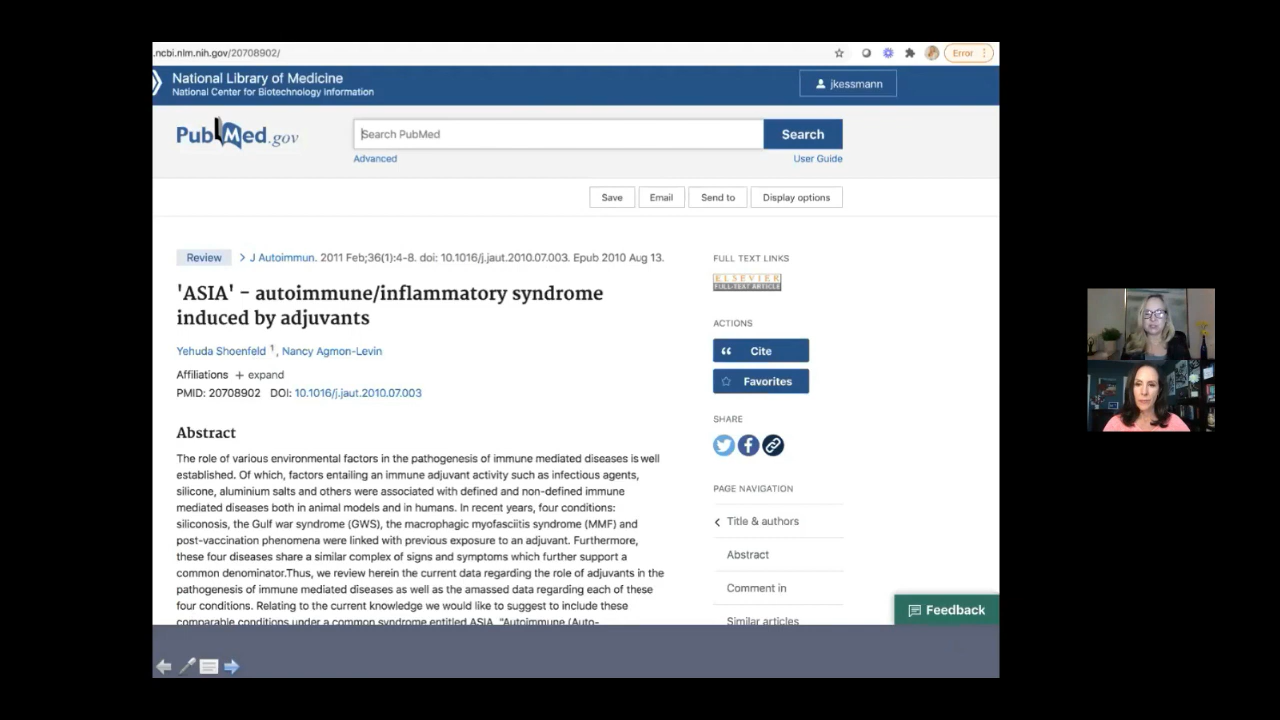 .ncbi.nlm.nih.gov/20708902/
Error
National Library of Medicine
National Center for Biotechnology Information
jkessmann
PubMed.gov
Search PubMed
Search
Advanced
User Guide
Save
Email
Send to
Display options
Review
J Autoimmun. 2011 Feb;36(1):4-8. doi: 10.1016/j.jaut.2010.07.003. Epub 2010 Aug 13.
'ASIA' - autoimmune/inflammatory syndrome
induced by adjuvants
Yehuda Shoenfeld 1, Nancy Agmon-Levin
Affiliations + expand
PMID: 20708902 DOI: 10.1016/j.jaut.2010.07.003
Abstract
The role of various environmental factors in the pathogenesis of immune mediated diseases is well
established. Of which, factors entailing an immune adjuvant activity such as infectious agents,
silicone, aluminium salts and others were associated with defined and non-defined immune
mediated diseases both in animal models and in humans. In recent years, four conditions:
siliconosis, the Gulf war syndrome (GWS), the macrophagic myofasciitis syndrome (MMF) and
post-vaccination phenomena were linked with previous exposure to an adjuvant. Furthermore,
these four diseases share a similar complex of signs and symptoms which further support a
common denominator.Thus, we review herein the current data regarding the role of adjuvants in the
pathogenesis of immune mediated diseases as well as the amassed data regarding each of these
four conditions. Relating to the current knowledge we would like to suggest to include these
comparable conditions under a common syndrome entitled ASIA, "Autoimmune (Auto-
FULL TEXT LINKS
ELSEVIER
FULL-TEXT ARTICLE
ACTIONS
Cite
Favorites
SHARE
PAGE NAVIGATION
Title & authors
Abstract
Comment in
Similar articles
Feedback